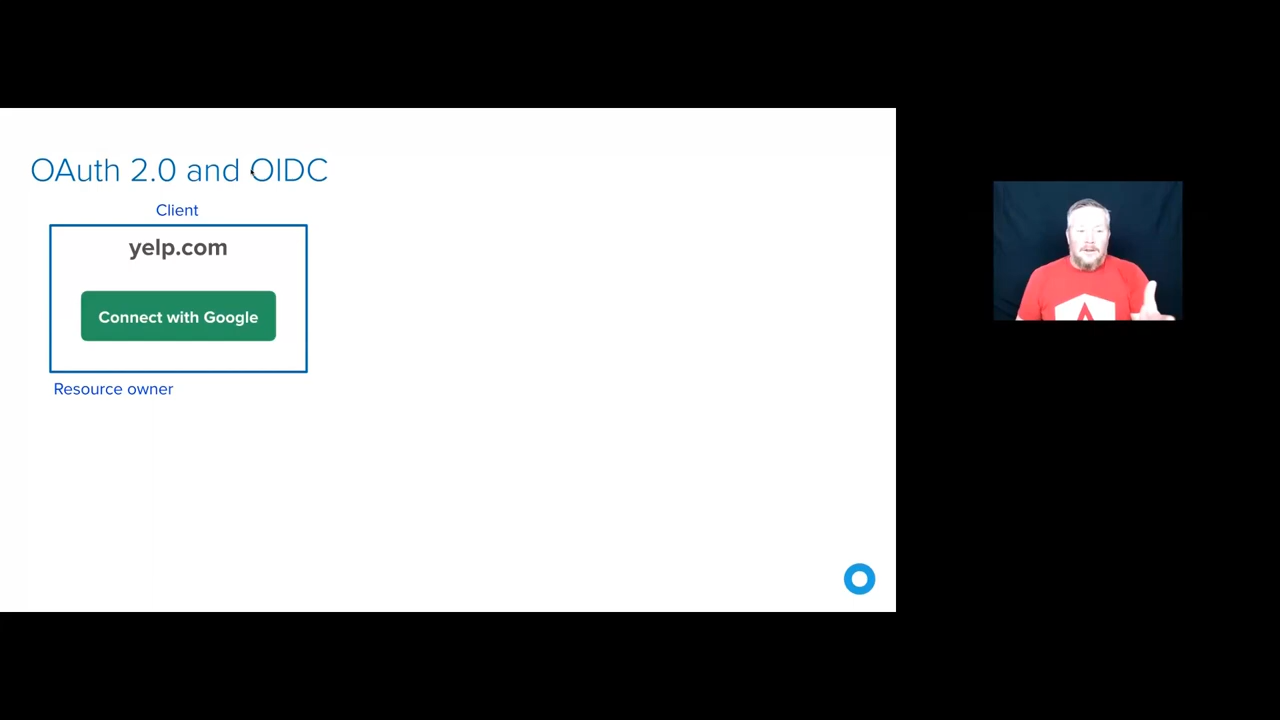 OAuth 2.0 and OIDC
Client
yelp.com
Connect with Google
Resource owner